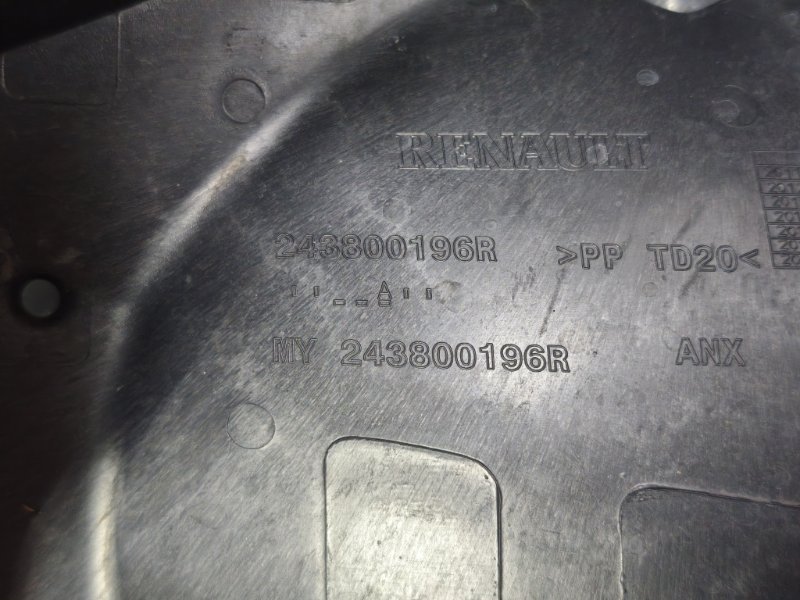 RENAULT
243800196R >PP TD20<
MY 243800196R ANX